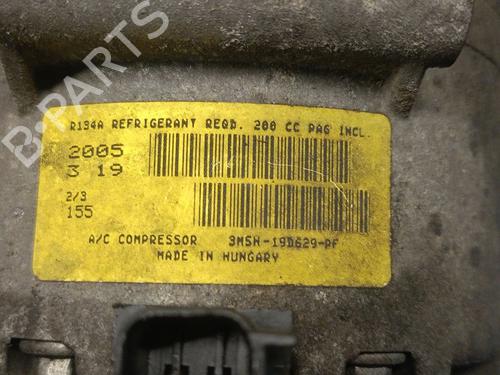 B-PARTS
R134A REFRIGERANT REQD. 200 CC PAG INCL.
2005
3 19
2/3
155
A/C COMPRESSOR 3M5H-19D629-PF
MADE IN HUNGARY